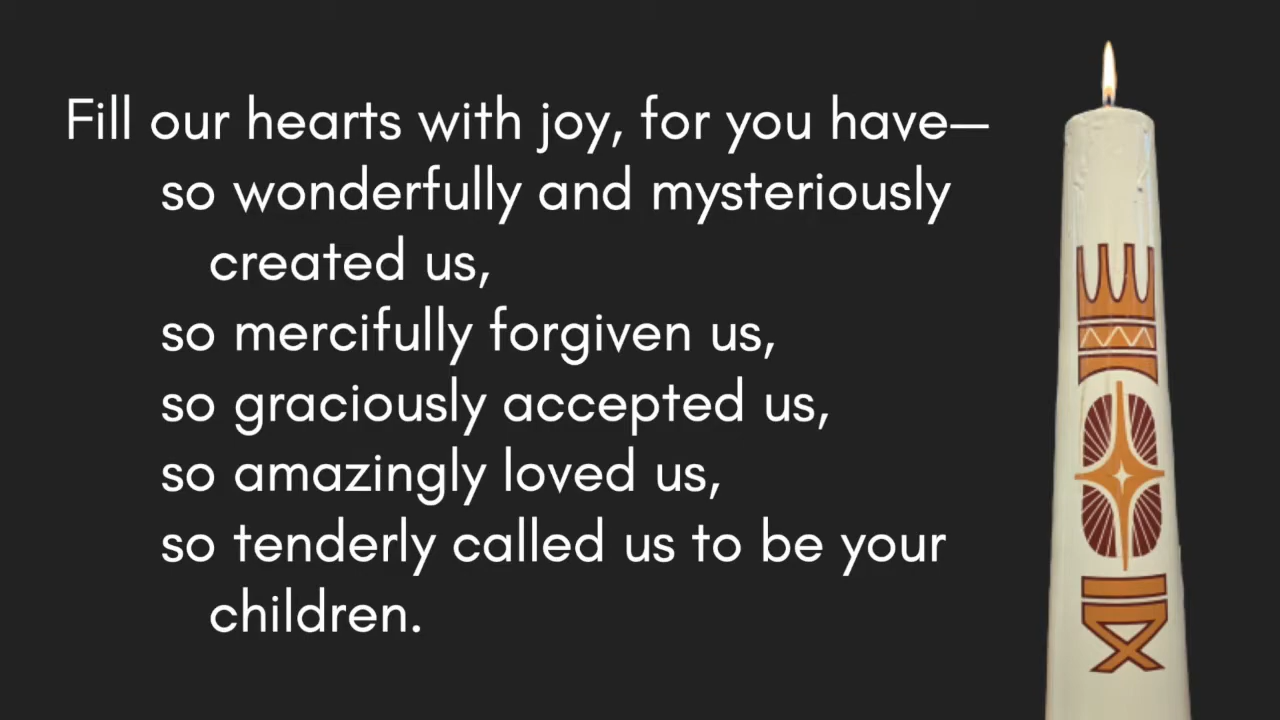 Fill our hearts with joy, for you have—
so wonderfully and mysteriously
created us,
so mercifully forgiven us,
so graciously accepted us,
so amazingly loved us,
so tenderly called us to be your
children.